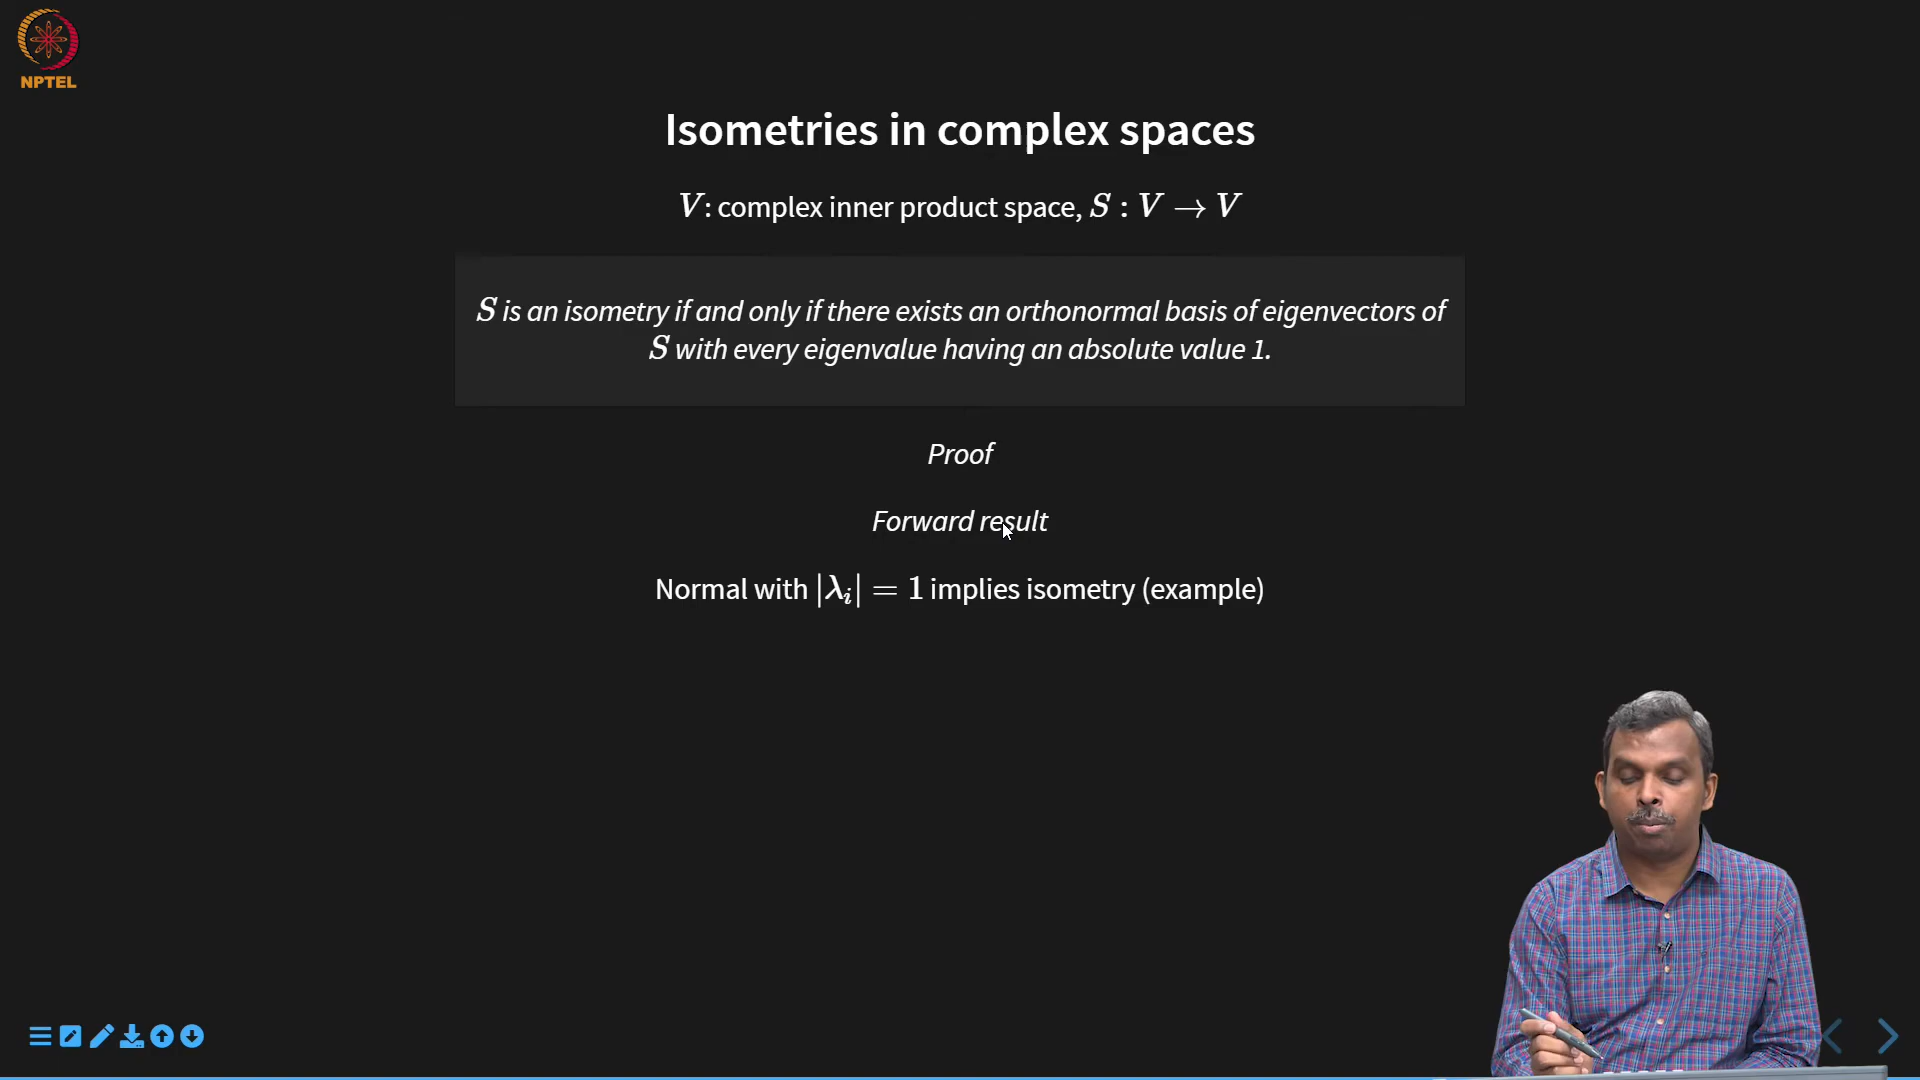 NPTEL
Isometries in complex spaces
V: complex inner product space, S : V → V
S is an isometry if and only if there exists an orthonormal basis of eigenvectors of
S with every eigenvalue having an absolute value 1.
Proof
Forward result
Normal with |λᵢ| = 1 implies isometry (example)